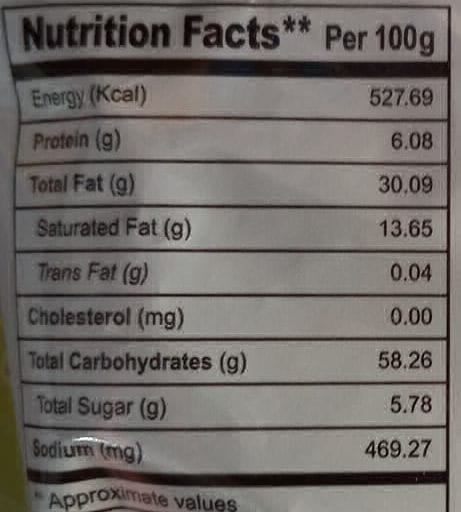 Nutrition Facts** Per 100g
Energy (Kcal) 527.69
Protein (g) 6.08
Total Fat (g) 30.09
Saturated Fat (g) 13.65
Trans Fat (g) 0.04
Cholesterol (mg) 0.00
Total Carbohydrates (g) 58.26
Total Sugar (g) 5.78
Sodium (mg) 469.27
**Approximate values